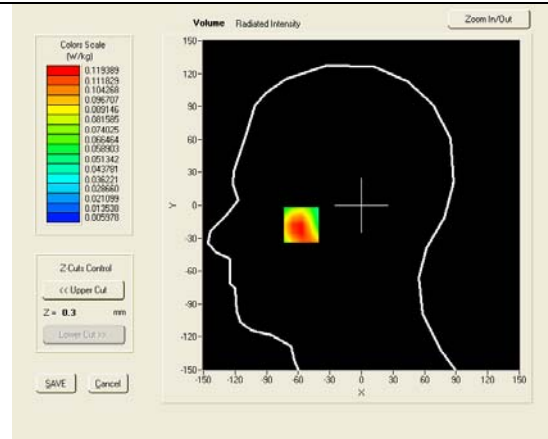 Volume Radiated Intensity
Zoom In/Out
Colors Scale
(W/kg)
0.119389
0.111829
0.104268
0.096707
0.089146
0.081585
0.074025
0.066464
0.058903
0.051342
0.043781
0.036221
0.028660
0.021099
0.013538
0.005978
Z-Cuts Control
<< Upper Cut
Z = 0.3 mm
Lower Cut >>
SAVE Cancel
150
120
90
60
30
0
-30
-60
-90
-120
-150
Y
-150 -120 -90 -60 -30 0 30 60 90 120 150
X